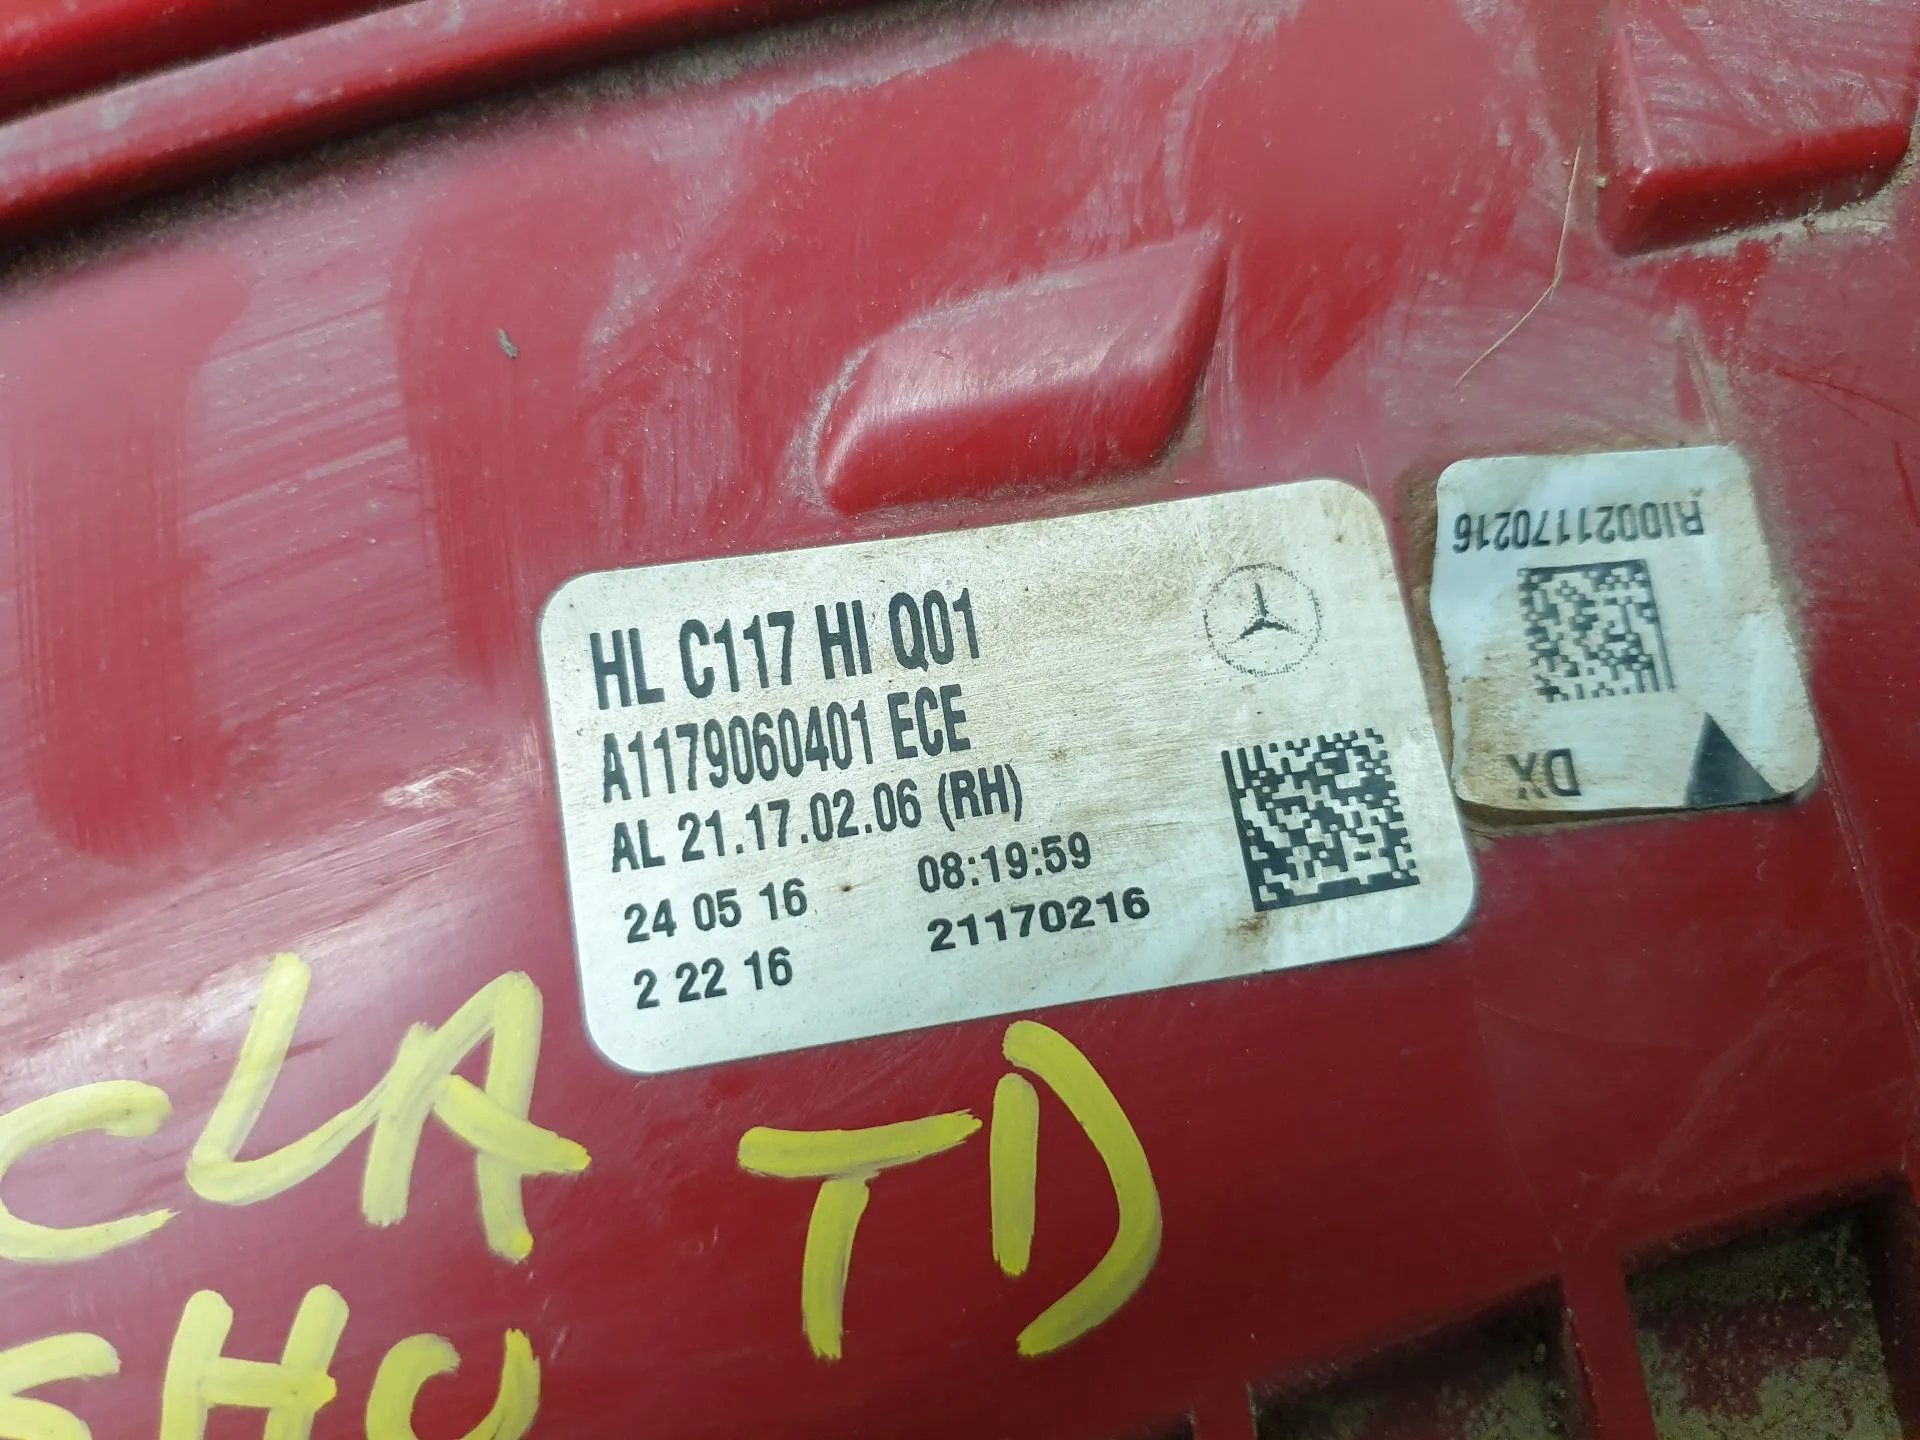 HL C117 HI Q01
A1179060401 ECE
AL 21.17.02.06 (RH)
24 05 16 08:19:59
2 22 16 21170216
RI0021170216
DX
CLA TD